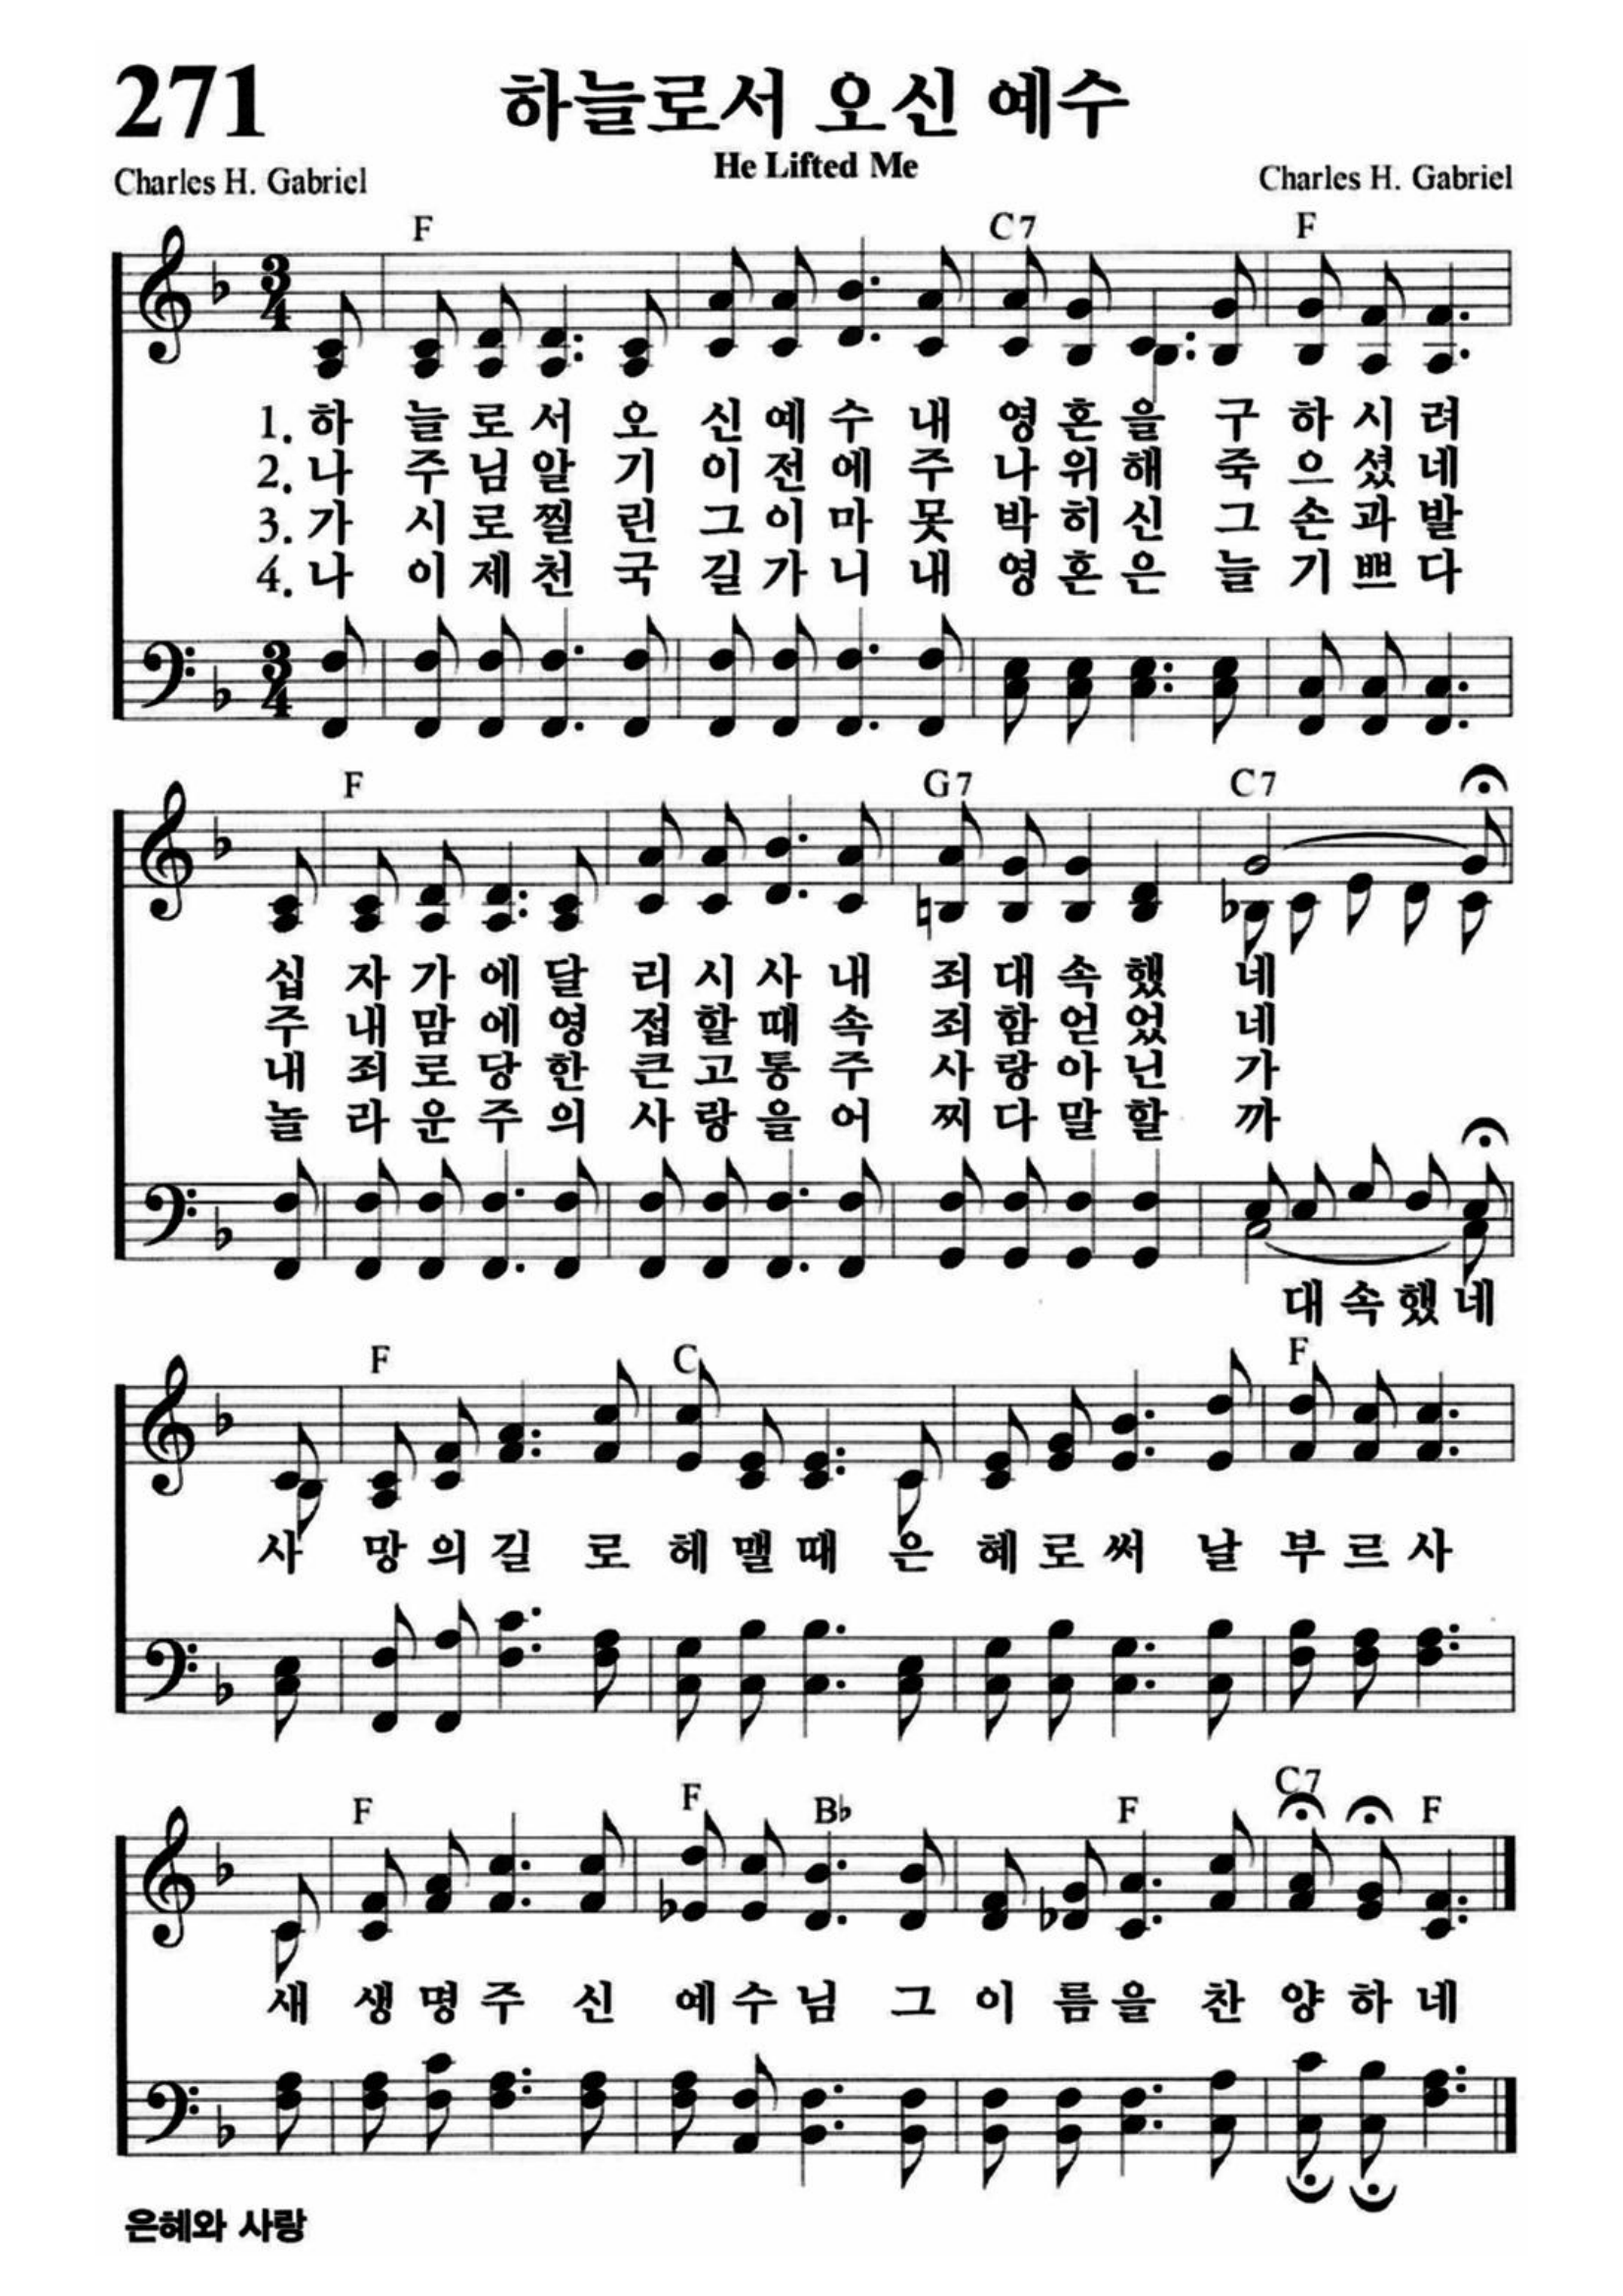 271 하늘로서 오신 예수
He Lifted Me
Charles H. Gabriel Charles H. Gabriel
F C7 F
1. 하 늘로서 오 신예수 내 영혼을 구 하시려
2. 나 주님알 기 이전에 주 나위해 죽 으셨네
3. 가 시로찔 린 그이마 못 박히신 그 손과발
4. 나 이제천 국 길가니 내 영혼은 늘 기쁘다
F G7 C7
십 자가에달 리시사내 죄대속했 네
주 내맘에영 접할때속 죄함얻었 네
내 죄로당한 큰고통주 사랑아닌 가
놀 라운주의 사랑을어 찌다말할 까
대속했네
F C F
사 망의길 로 헤맬때 은 혜로써 날 부르사
F F B♭ F C7 F
새 생명주 신 예수님 그 이름을 찬 양하네
은혜와 사랑